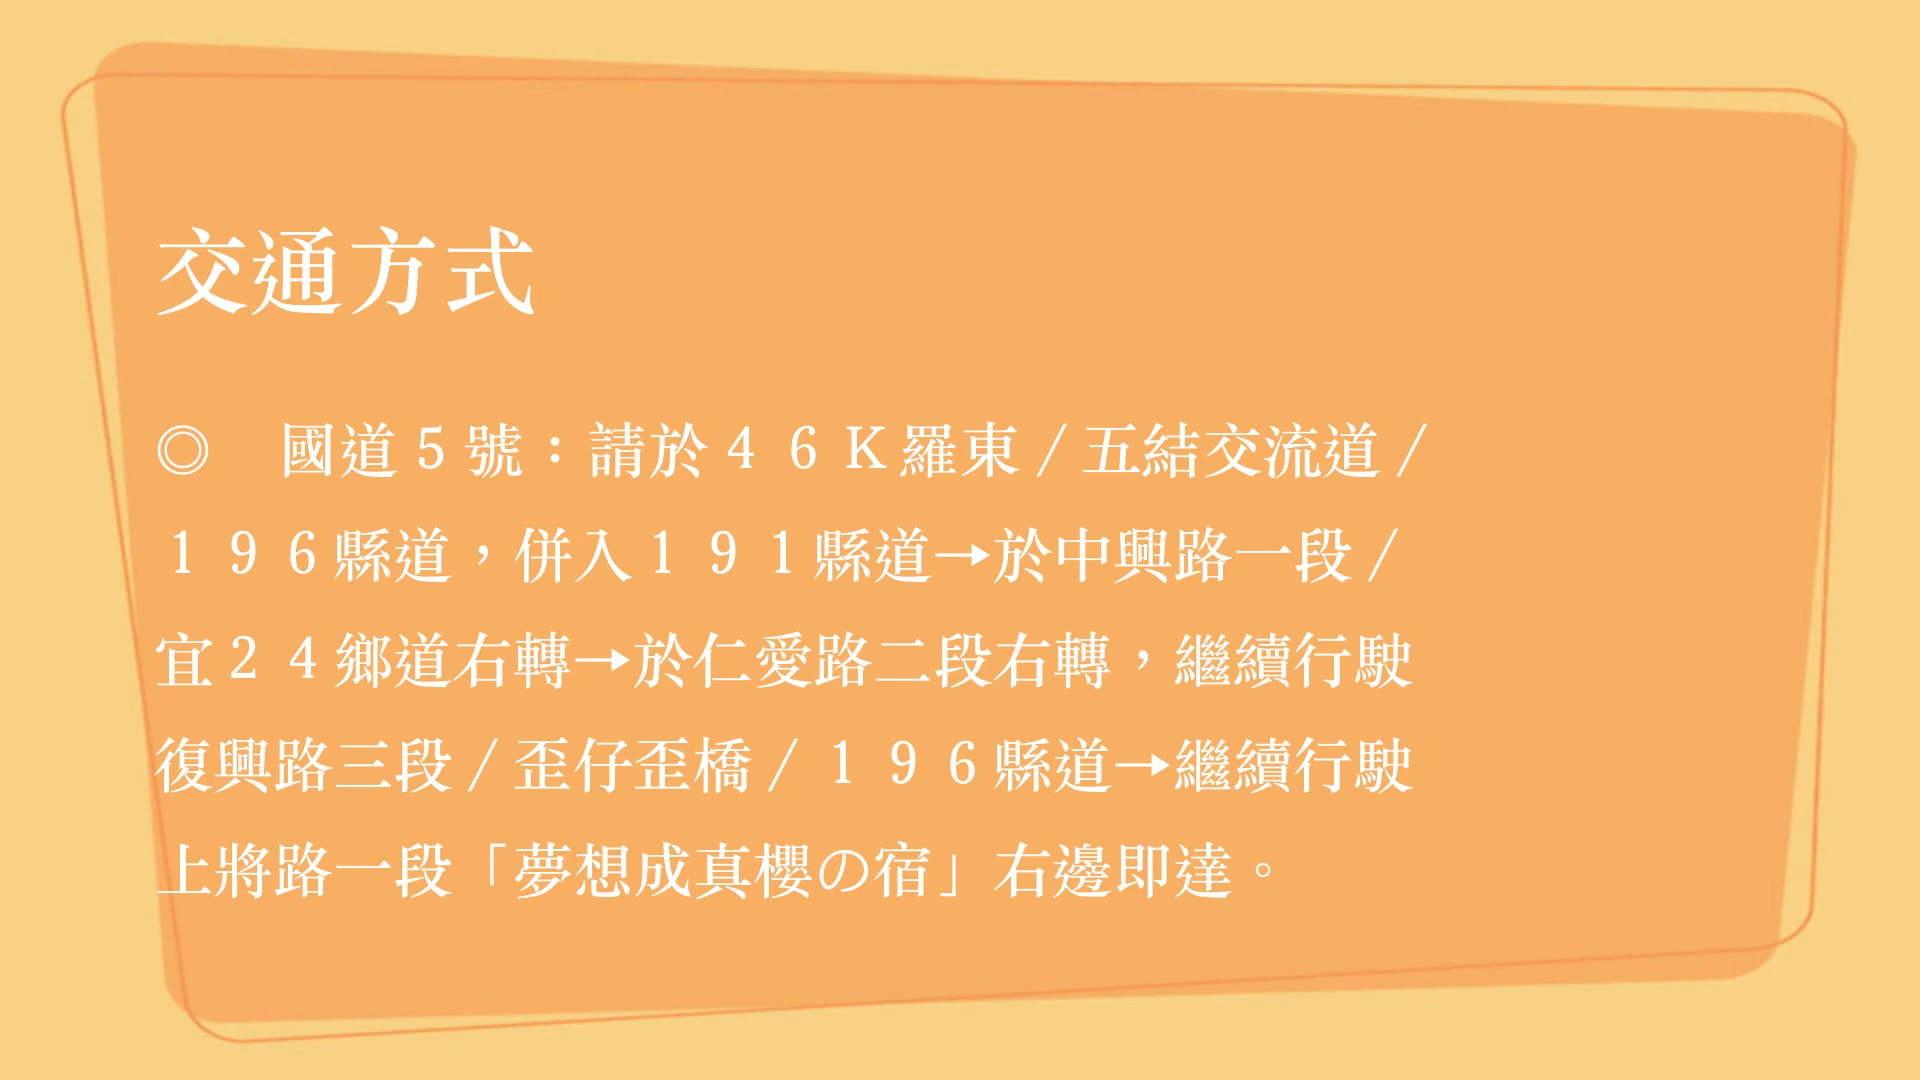 交通方式
◎　國道５號：請於４６Ｋ羅東／五結交流道／
１９６縣道，併入１９１縣道→於中興路一段／
宜２４鄉道右轉→於仁愛路二段右轉，繼續行駛
復興路三段／歪仔歪橋／１９６縣道→繼續行駛
上將路一段「夢想成真櫻の宿」右邊即達。